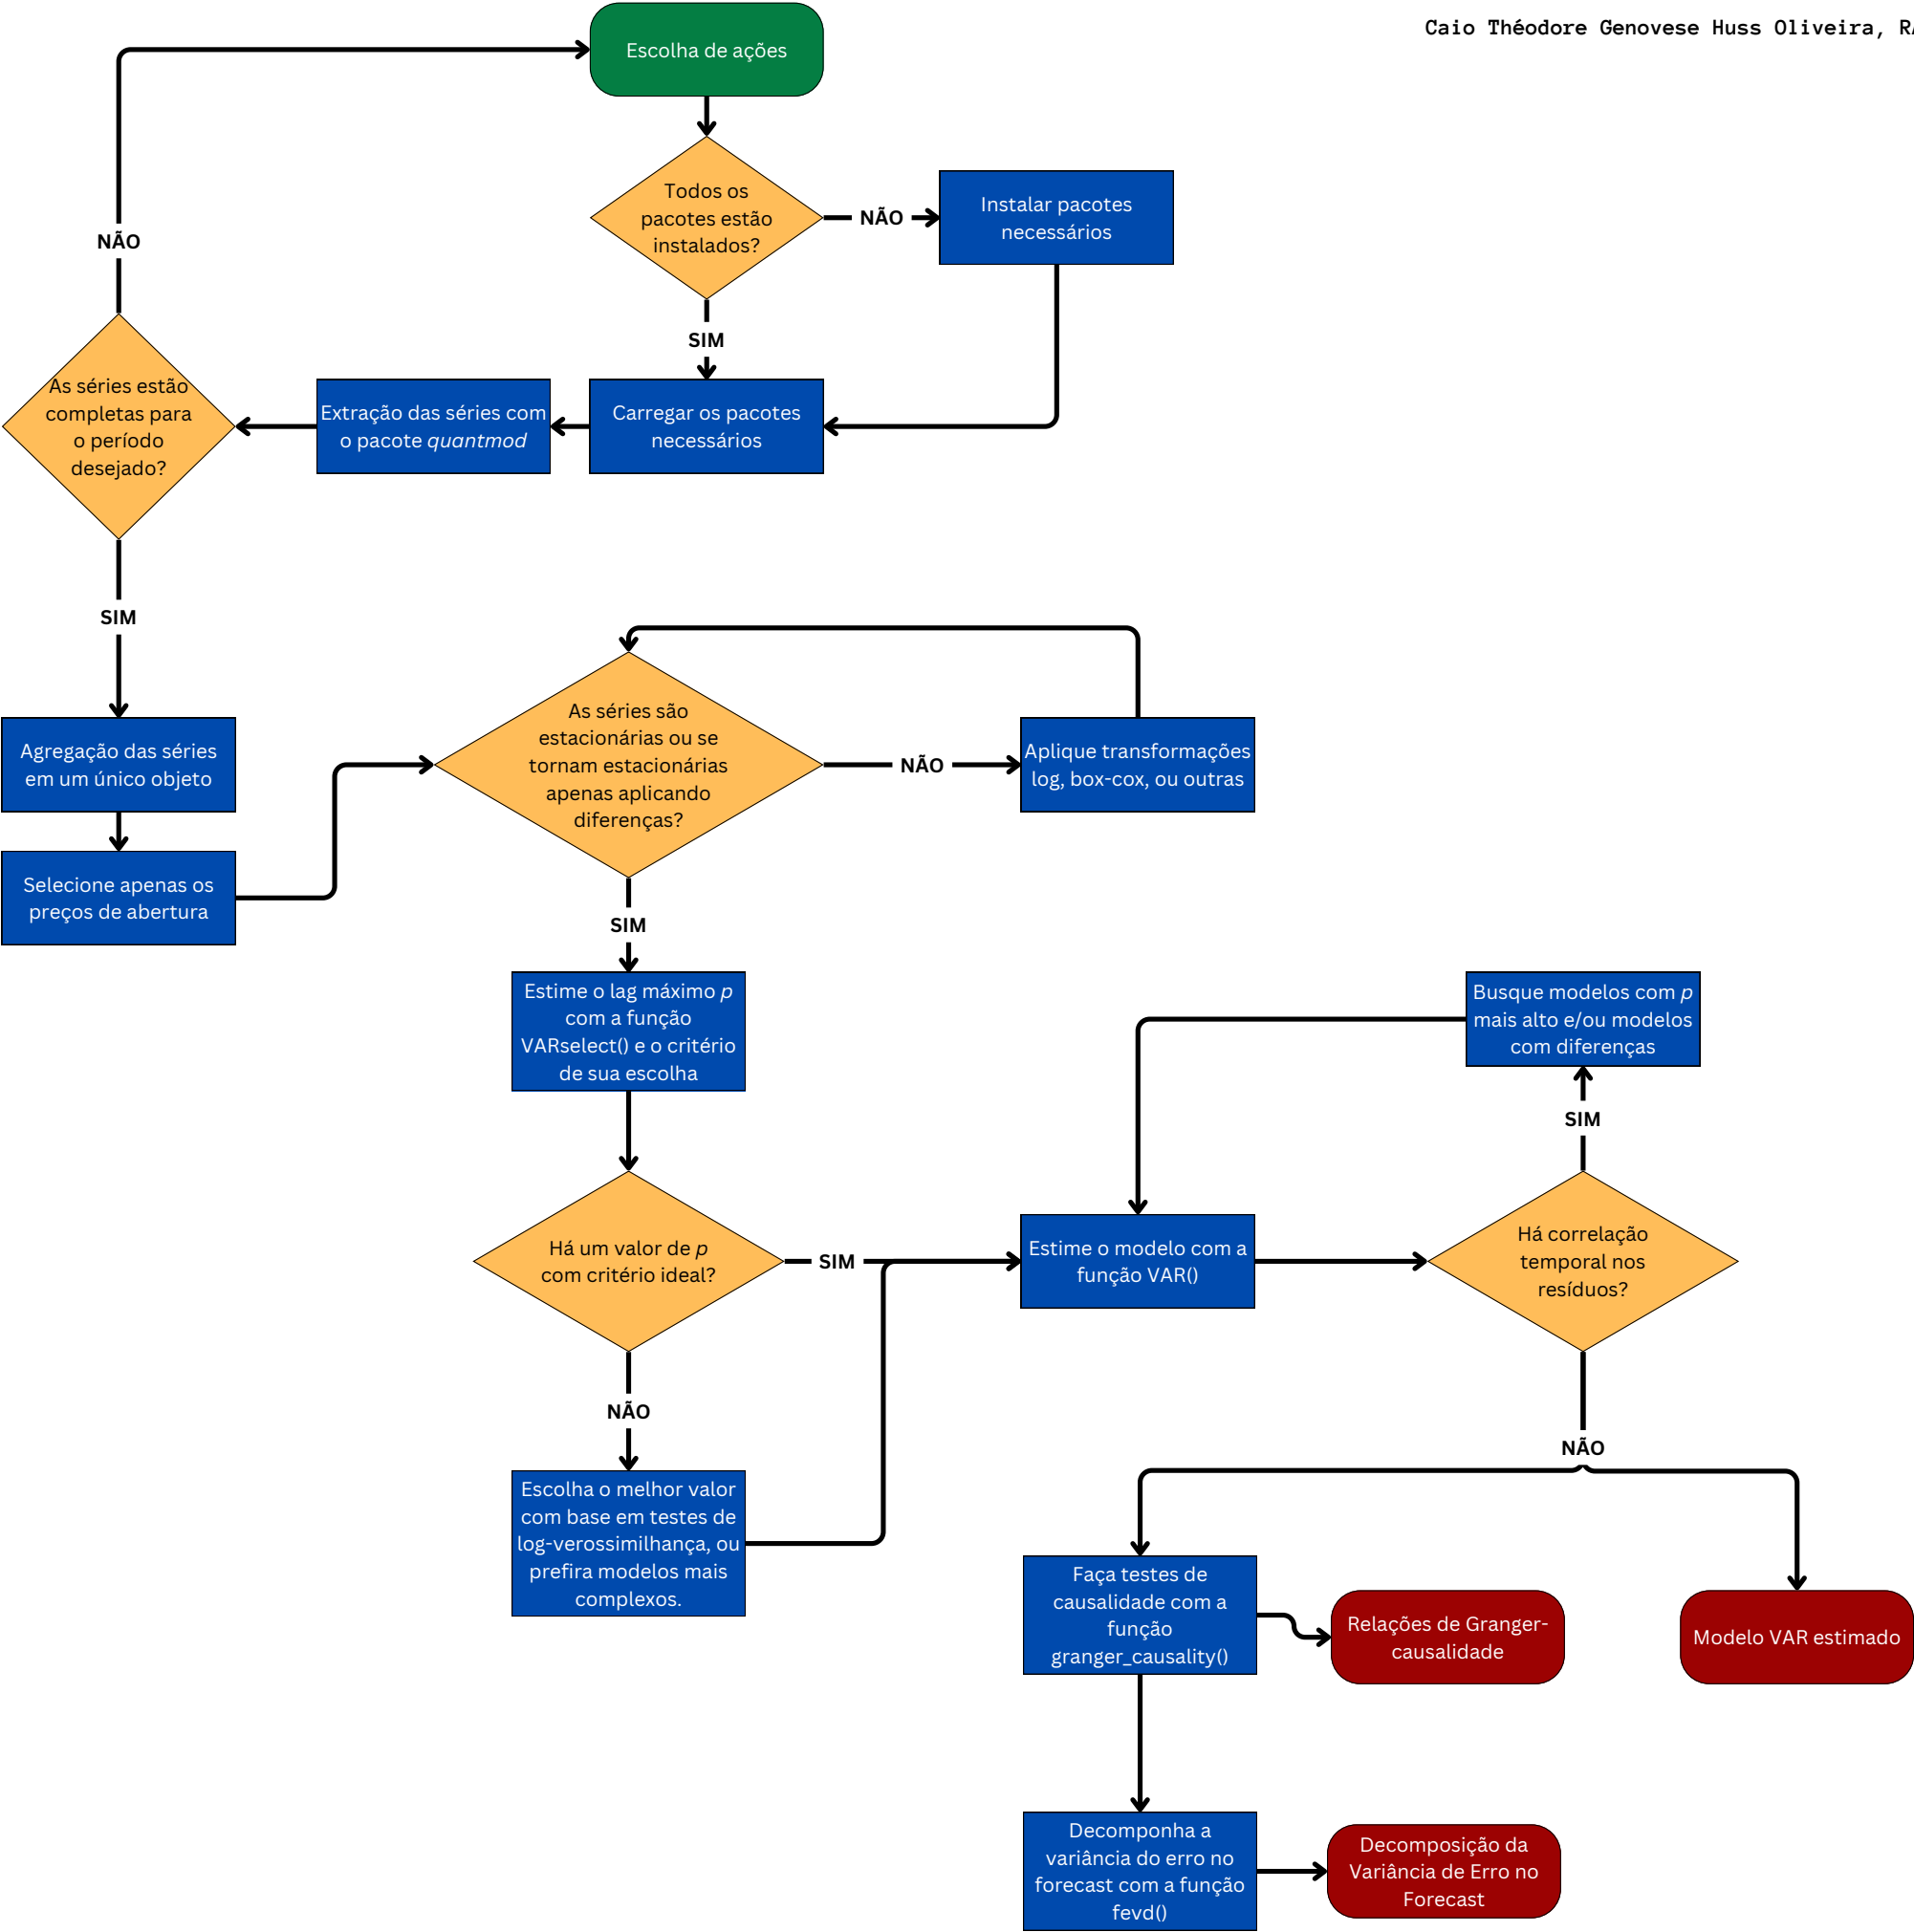 Caio Théodore Genovese Huss Oliveira,
Escolha de ações
Todos os
pacotes estão
instalados?
NÃO
Instalar pacotes
necessários
NÃO
SIM
As séries estão
completas para
o período
desejado?
Extração das séries com
o pacote quantmod
Carregar os pacotes
necessários
SIM
Agregação das séries
em um único objeto
Selecione apenas os
preços de abertura
As séries são
estacionárias ou se
tornam estacionárias
apenas aplicando
diferenças?
NÃO
Aplique transformações
log, box-cox, ou outras
SIM
Estime o lag máximo p
com a função
VARselect() e o critério
de sua escolha
Busque modelos com p
mais alto e/ou modelos
com diferenças
SIM
Há um valor de p
com critério ideal?
SIM
Estime o modelo com a
função VAR()
Há correlação
temporal nos
resíduos?
NÃO
NÃO
Escolha o melhor valor
com base em testes de
log-verossimilhança, ou
prefira modelos mais
complexos.
Faça testes de
causalidade com a
função
granger_causality()
Relações de Granger-
causalidade
Modelo VAR estimado
Decomponha a
variância do erro no
forecast com a função
fevd()
Decomposição da
Variância de Erro no
Forecast